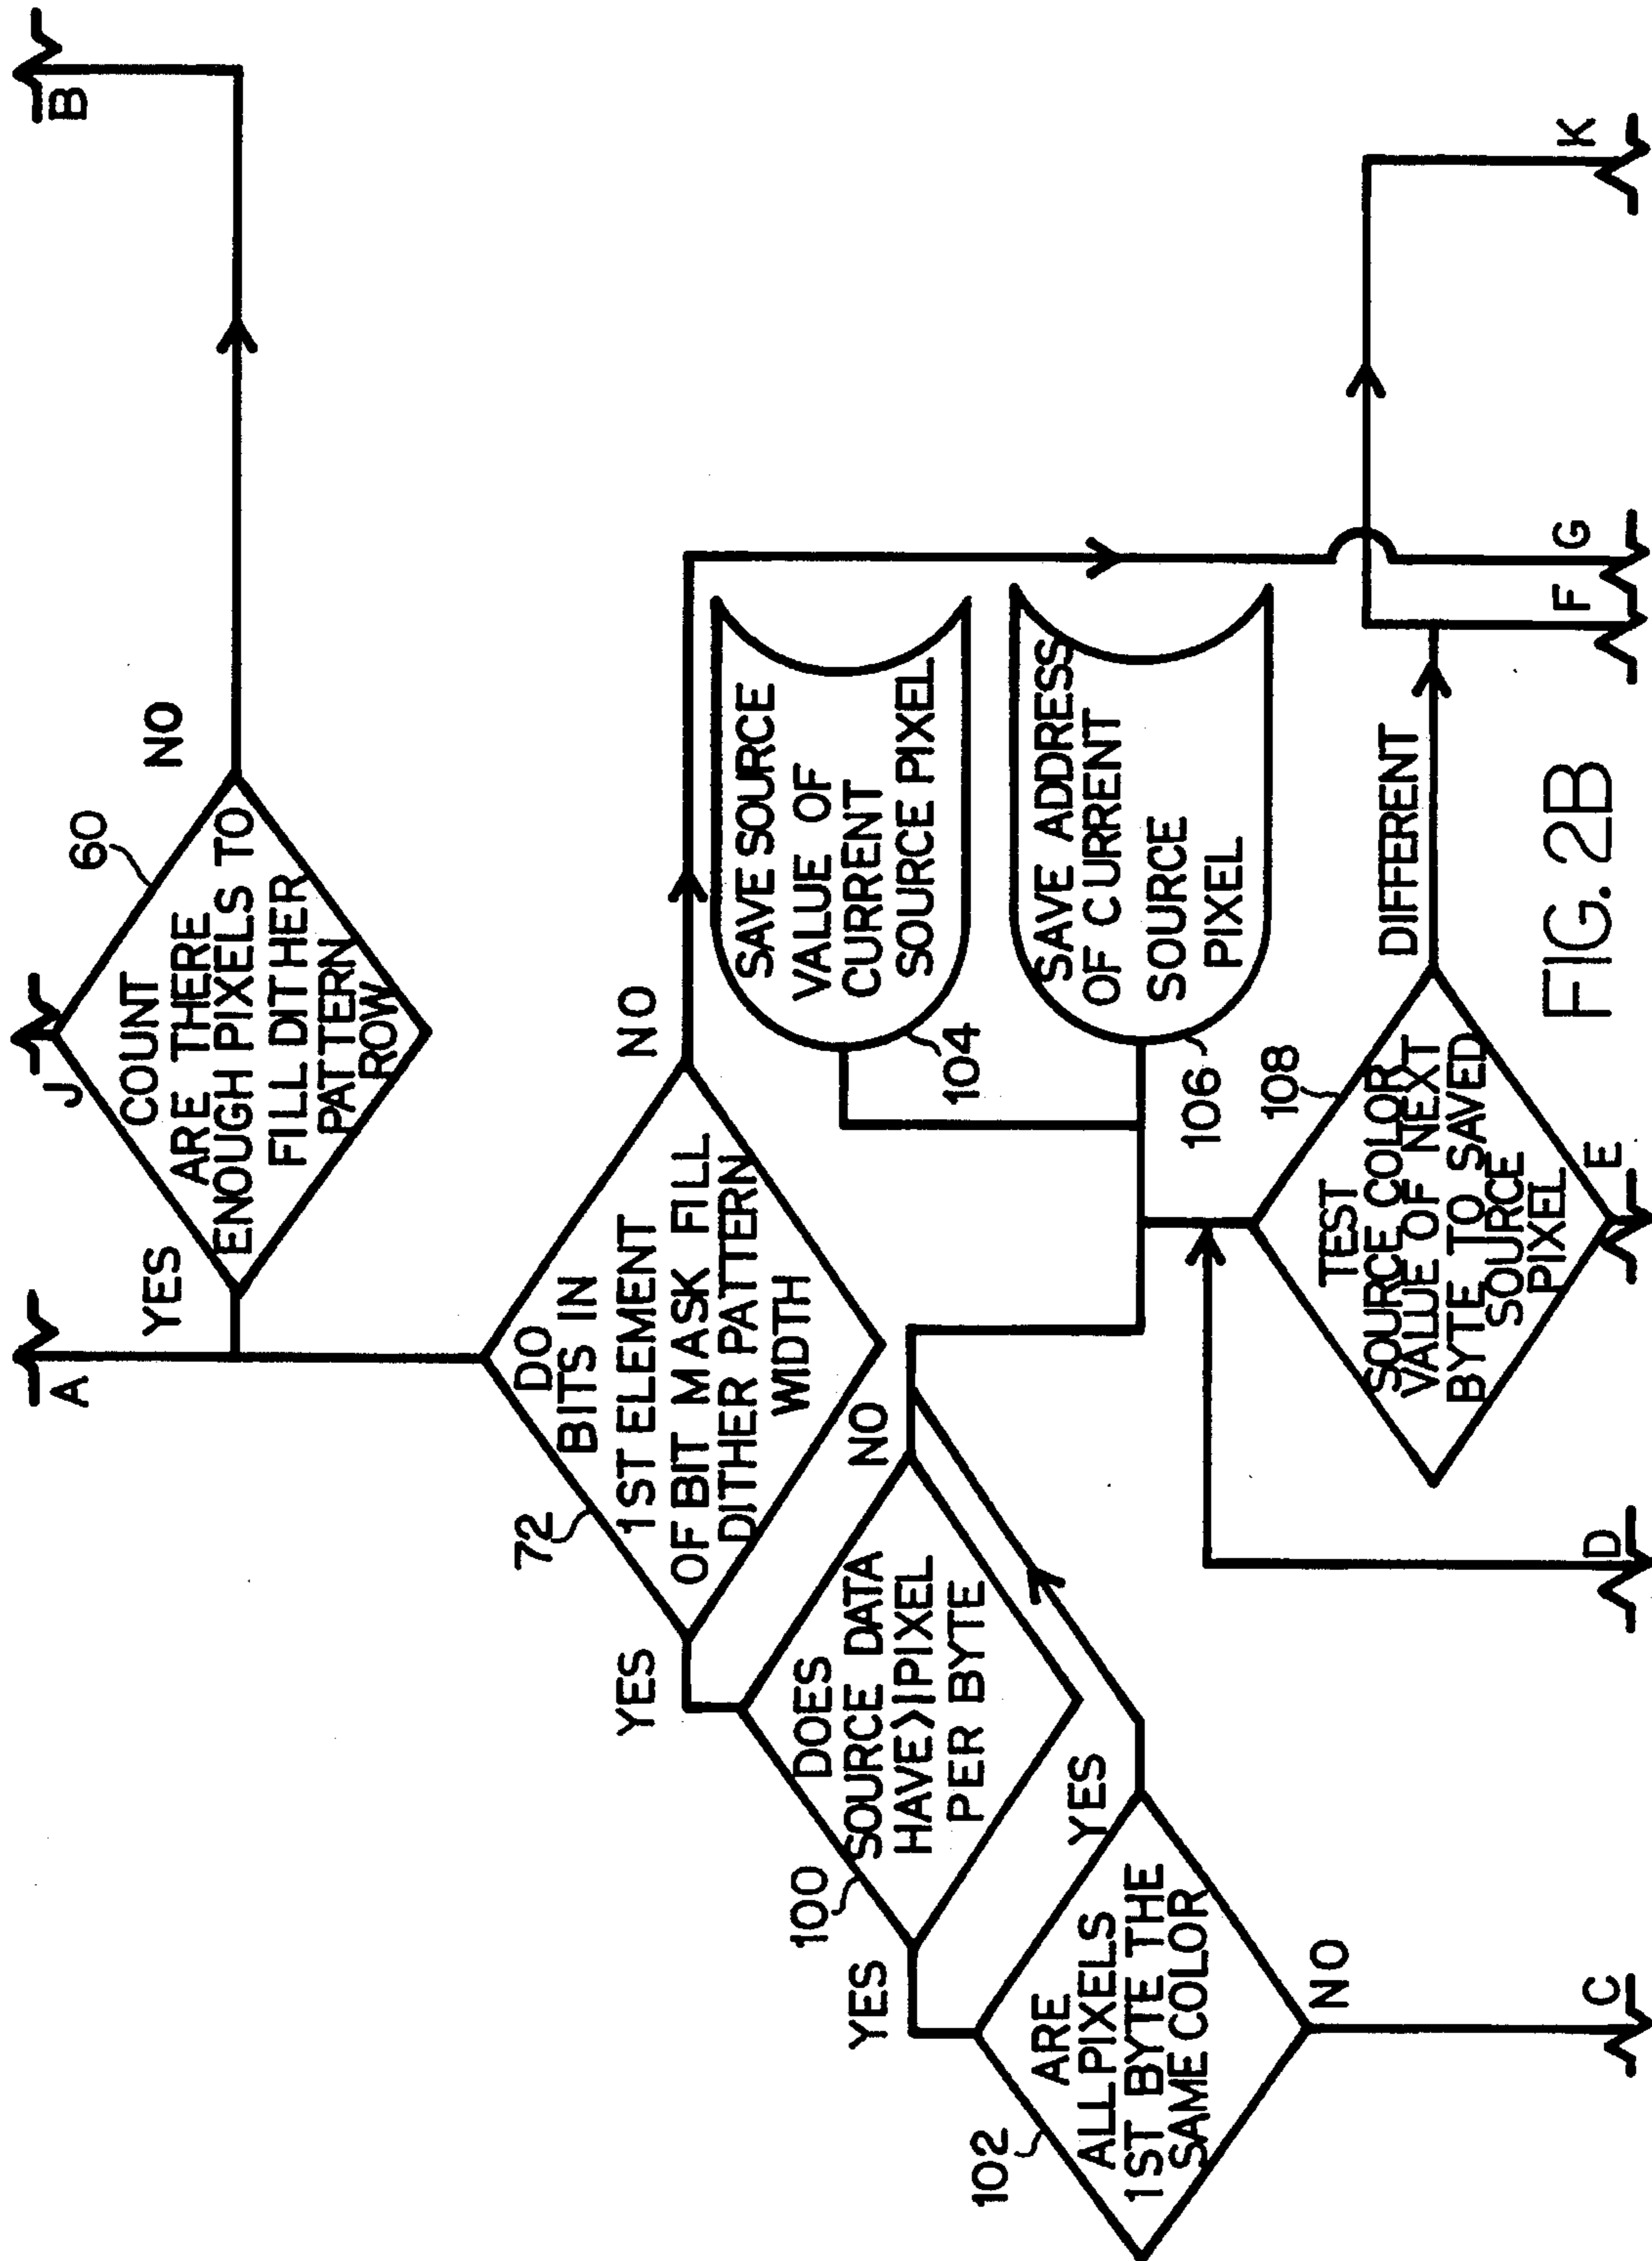 A
J
B
60
COUNT
ARE THERE
ENOUGH PIXELS TO
FILL DITHER
PATTERN
ROW
YES
NO
72
DO
BITS IN
1ST ELEMENT
OF BIT MASK FILL
DITHER PATTERN
WIDTH
YES
NO
100
DOES
SOURCE DATA
HAVE>1PIXEL
PER BYTE
YES
NO
SAVE SOURCE
VALUE OF
CURRENT
SOURCE PIXEL
104
102
ARE
ALL PIXELS
1ST BYTE THE
SAME COLOR
YES
NO
SAVE ADDRESS
OF CURRENT
SOURCE
PIXEL
106
108
TEST
SOURCE COLOR
VALUE OF NEXT
BYTE TO SAVED
SOURCE
PIXEL
DIFFERENT
C
D
E
F
G
K
FIG. 2B